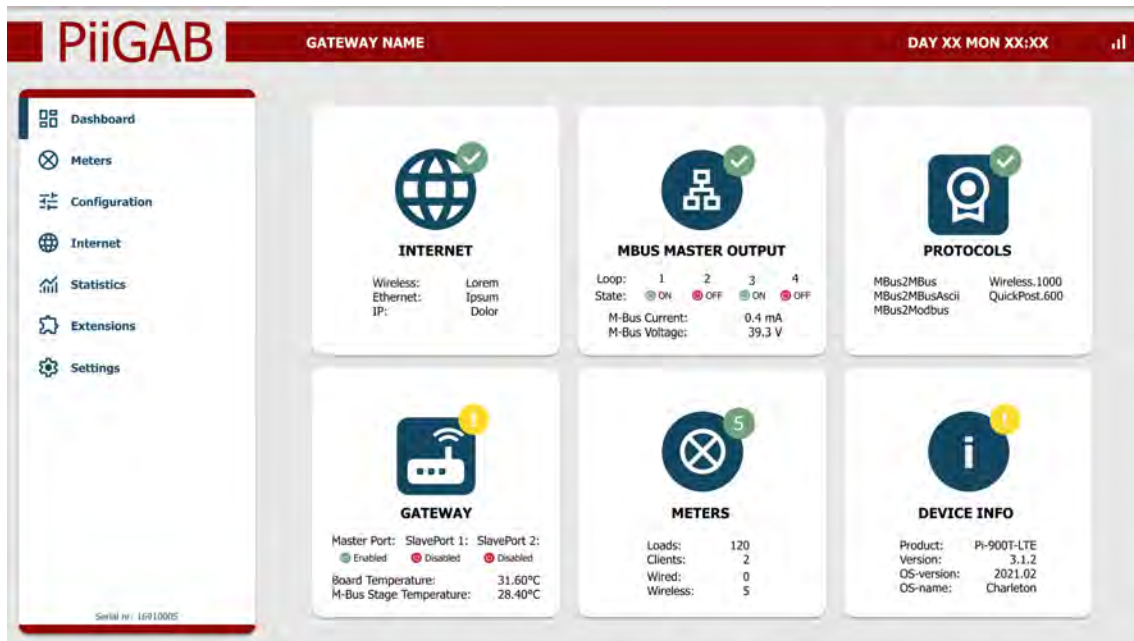 PiiGAB
GATEWAY NAME
DAY XX MON XX:XX
Dashboard
Meters
Configuration
Internet
Statistics
Extensions
Settings
Serial nr: 16910005
INTERNET
Wireless: Lorem
Ethernet: Ipsum
IP: Dolor
MBUS MASTER OUTPUT
Loop: 1 2 3 4
State: ON OFF ON OFF
M-Bus Current: 0.4 mA
M-Bus Voltage: 39.3 V
PROTOCOLS
MBus2MBus Wireless.1000
MBus2MBusAscii QuickPost.600
MBus2Modbus
!
GATEWAY
Master Port: SlavePort 1: SlavePort 2:
Enabled Disabled Disabled
Board Temperature: 31.60°C
M-Bus Stage Temperature: 28.40°C
5
METERS
Loads: 120
Clients: 2
Wired: 0
Wireless: 5
!
i
DEVICE INFO
Product: Pi-900T-LTE
Version: 3.1.2
OS-version: 2021.02
OS-name: Charleton